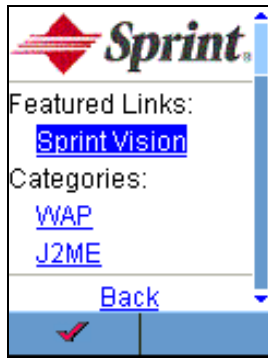 Sprint®
Featured Links:
Sprint Vision
Categories:
WAP
J2ME
Back